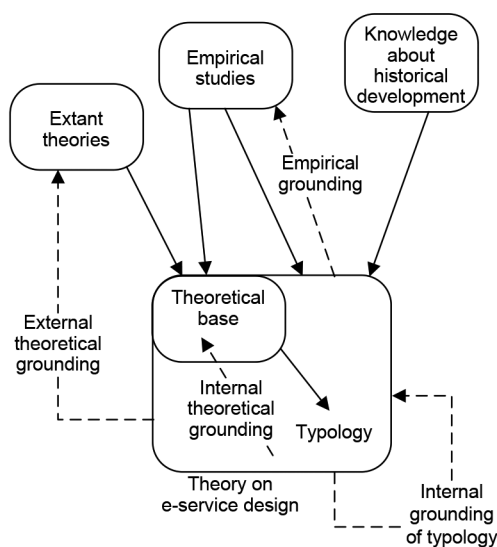 Knowledge
about
historical
development
Empirical
studies
Extant
theories
Empirical
grounding
Theoretical
base
External
theoretical
grounding
Internal
theoretical
grounding
Typology
Theory on
e-service design
Internal
grounding
of typology